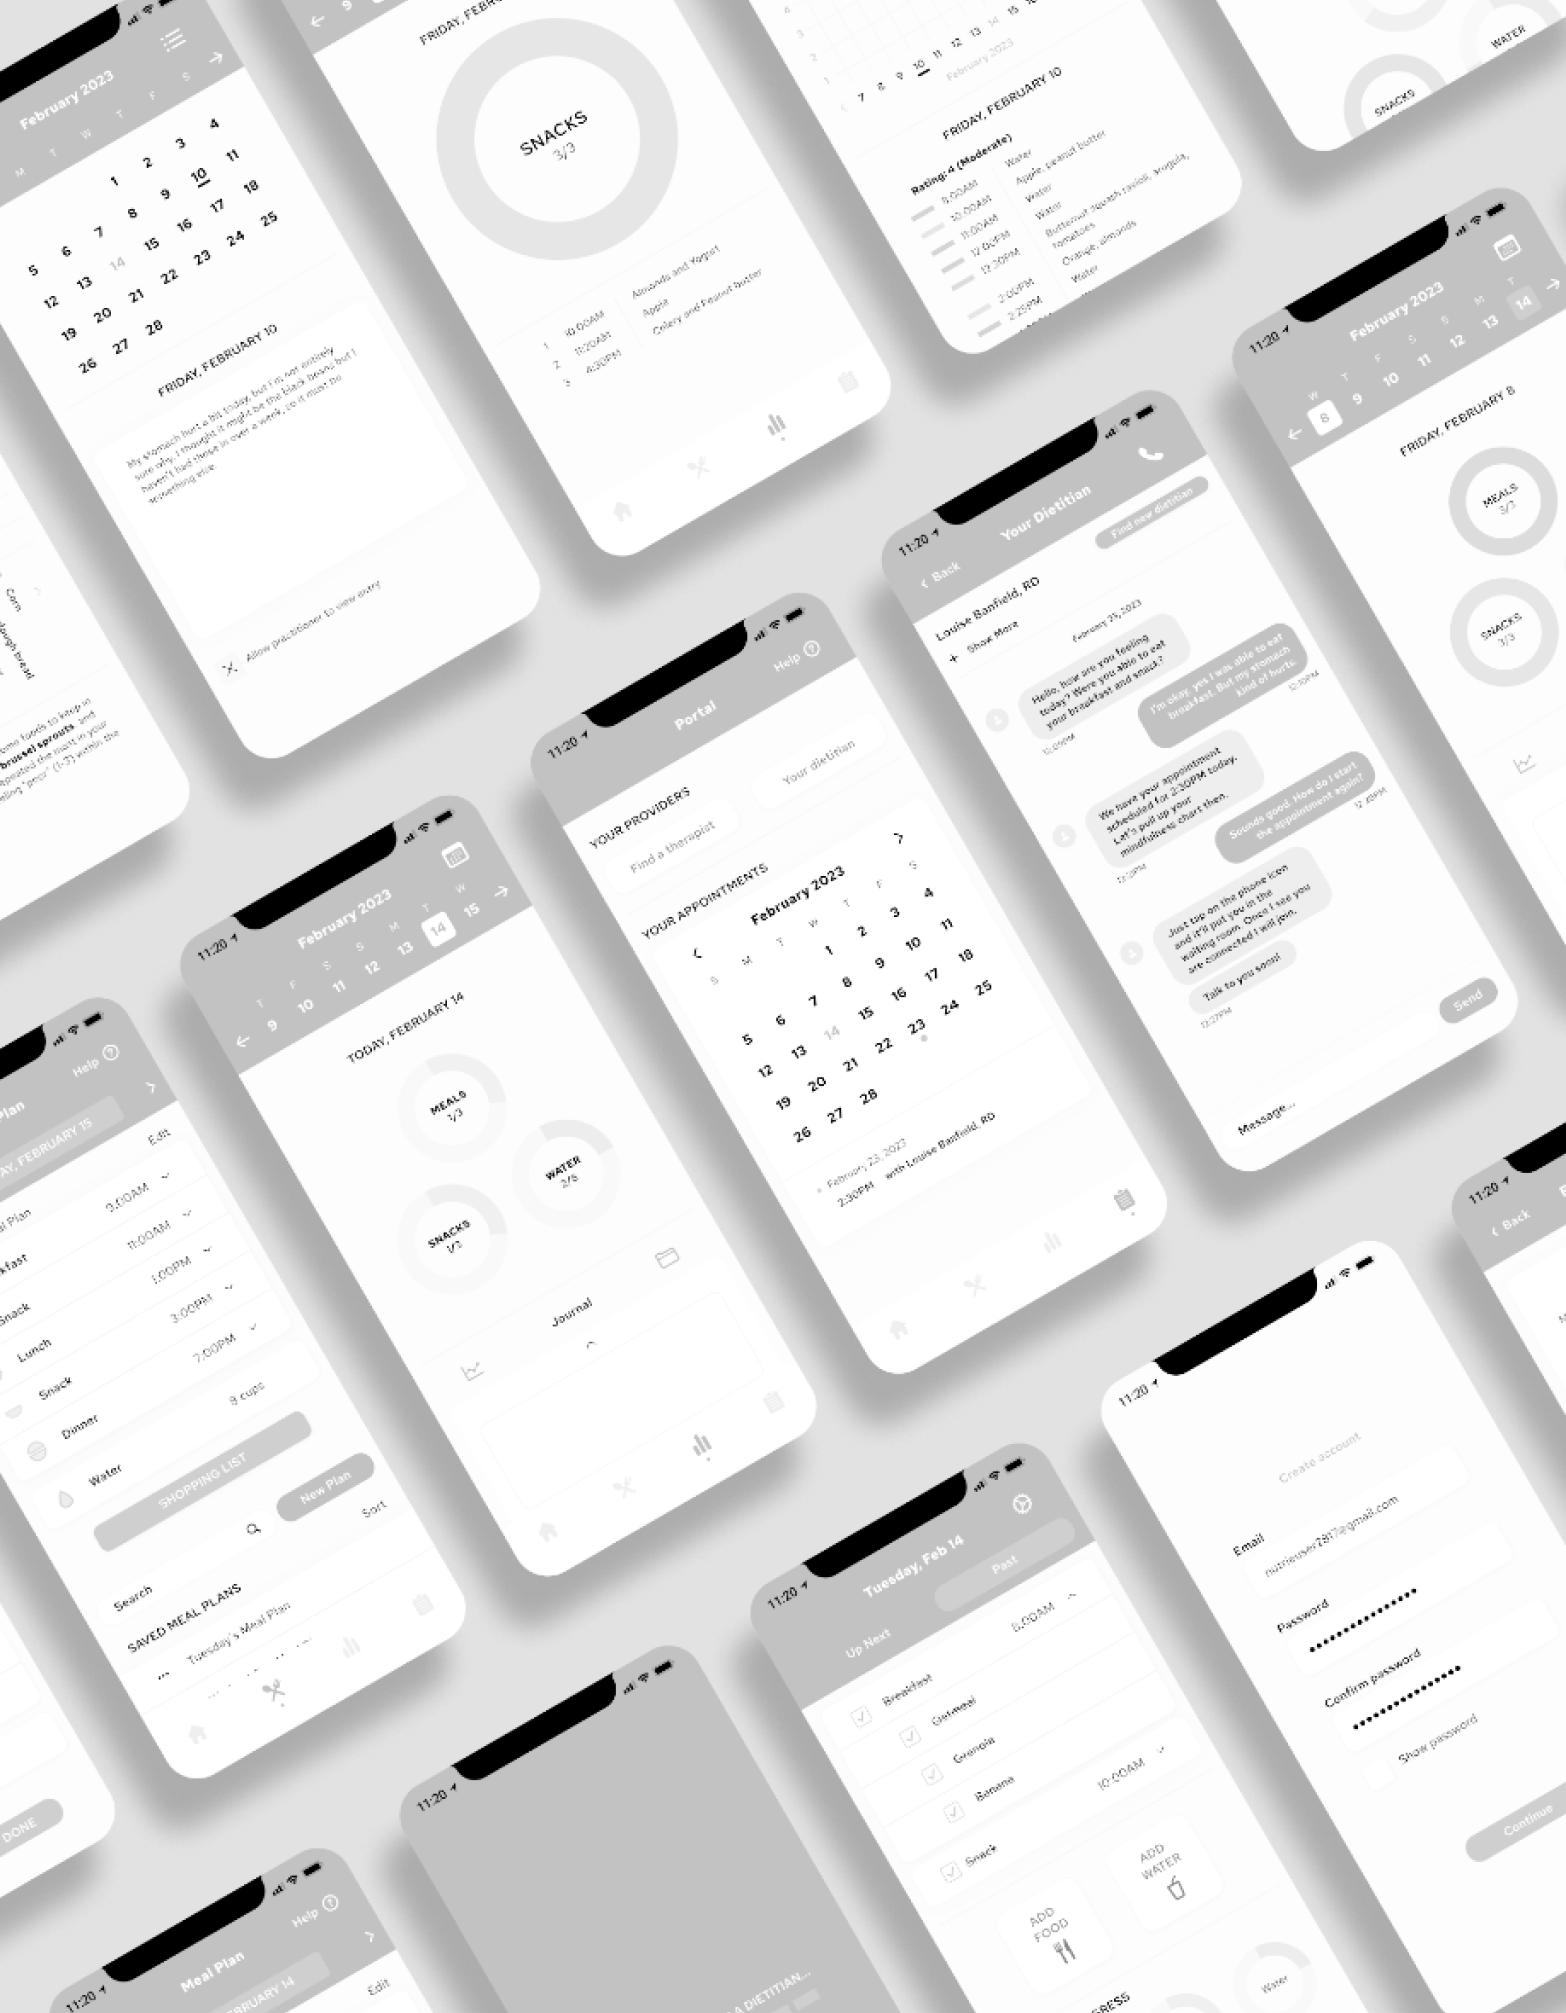 February 2023
M T W T F S
1 2 3 4
5 6 7 8 9 10 11
12 13 14 15 16 17 18
19 20 21 22 23 24 25
26 27 28
FRIDAY, FEBRUARY 10
My stomach hurt a bit today, but I'm not entirely
sure why. I thought it might be the black beans but I
haven't had those in over a week, so it must be
something else.
Allow practitioner to view entry
9
FRIDAY, FEBRU
SNACKS
3/3
1 10:00AM Almonds and Yogurt
2 11:20AM Apple
3 4:30PM Celery and Peanut butter
4
3
2
1
7 8 9 10 11 12 13 14 15
February 2023
FRIDAY, FEBRUARY 10
Rating: 4 (Moderate)
9:00AM Water
10:00AM Apple, peanut butter
11:00AM Water
12:00PM Water
12:30PM Butternut squash ravioli, arugula,
tomatoes
2:00PM Orange, almonds
2:25PM Water
WATER
SNACKS
11:20
February 2023
W T F S S M T
8 9 10 11 12 13 14
FRIDAY, FEBRUARY 8
MEALS
3/3
SNACKS
3/3
11:20
Back
Your Dietitian
Find new dietitian
Louise Banfield, RD
+ Show More
February 23, 2023
Hello, how are you feeling
today? Were you able to eat
your breakfast and snack?
12:09PM
I'm okay, yes I was able to eat
breakfast. But my stomach
kind of hurts.
12:10PM
We have your appointment
scheduled for 2:30PM today.
Let's pull up your
mindfulness chart then.
Sounds good. How do I start
the appointment again?
Just tap on the phone icon
and it'll put you in the
waiting room. Once I see you
are connected I will join.
Talk to you soon!
12:27PM
Message...
Send
11:20
Portal
Help
YOUR PROVIDERS
Find a therapist
Your dietitian
YOUR APPOINTMENTS
February 2023
S M T W T F S
1 2 3 4
5 6 7 8 9 10 11
12 13 14 15 16 17 18
19 20 21 22 23 24 25
26 27 28
February 23, 2023
2:30PM with Louise Banfield, RD
Corn
ough bread
ome foods to keep in
brussel sprouts, and
epeated the most in your
eling "poor" (1-3) within the
11:20
February 2023
T F S S M T W
9 10 11 12 13 14 15
TODAY, FEBRUARY 14
MEALS
1/3
WATER
2/8
SNACKS
1/3
Journal
Help
Plan
AY, FEBRUARY 15
Edit
al Plan
kfast 9:00AM
Snack 11:00AM
Lunch 1:00PM
Snack 3:00PM
Dinner 7:00PM
Water 8 cups
SHOPPING LIST
Search
New Plan
SAVED MEAL PLANS
Sort
Tuesday's Meal Plan
DONE
11:20
Meal Plan
Help
EBRUARY 14
Edit
11:20
A DIETITIAN...
11:20
Tuesday, Feb 14
Up Next
Past
Breakfast 8:00AM
Oatmeal
Granola
Banana
Snack 10:00AM
ADD
FOOD
ADD
WATER
GRESS
Water
11:20
Create account
Email
nutrieuser2817@gmail.com
Password
Confirm password
Show password
Continue
11:20
Back